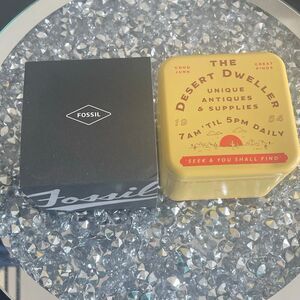 FOSSIL
Fossil
GOOD JUNK
GREAT FINDS
THE
DESERT DWELLER
UNIQUE
ANTIQUES
& SUPPLIES
19 54
7AM 'TIL 5PM DAILY
SEEK & YOU SHALL FIND